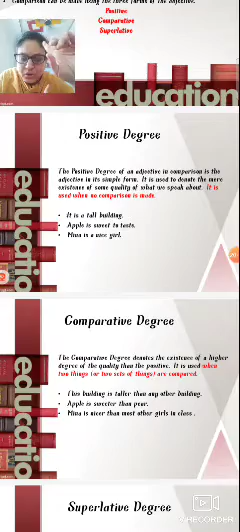 Comparison can be make using the three forms of the adjective.
Positive
Comparative
Superlative
education
Positive Degree
The Positive Degree of an adjective in comparison is the
adjective in its simple form. It is used to denote the mere
existence of some quality of what we speak about. It is
used when no comparison is made.
• It is a tall building.
• Apple is sweet to taste.
• Mina is a nice girl.
educatio
Comparative Degree
The Comparative Degree denotes the existence of a higher
degree of the quality than the positive. It is used when
two things (or two sets of things) are compared.
• This building is taller than any other building.
• Apple is sweeter than pear.
• Mina is nicer than most other girls in class .
educatio
Superlative Degree
RECORDER